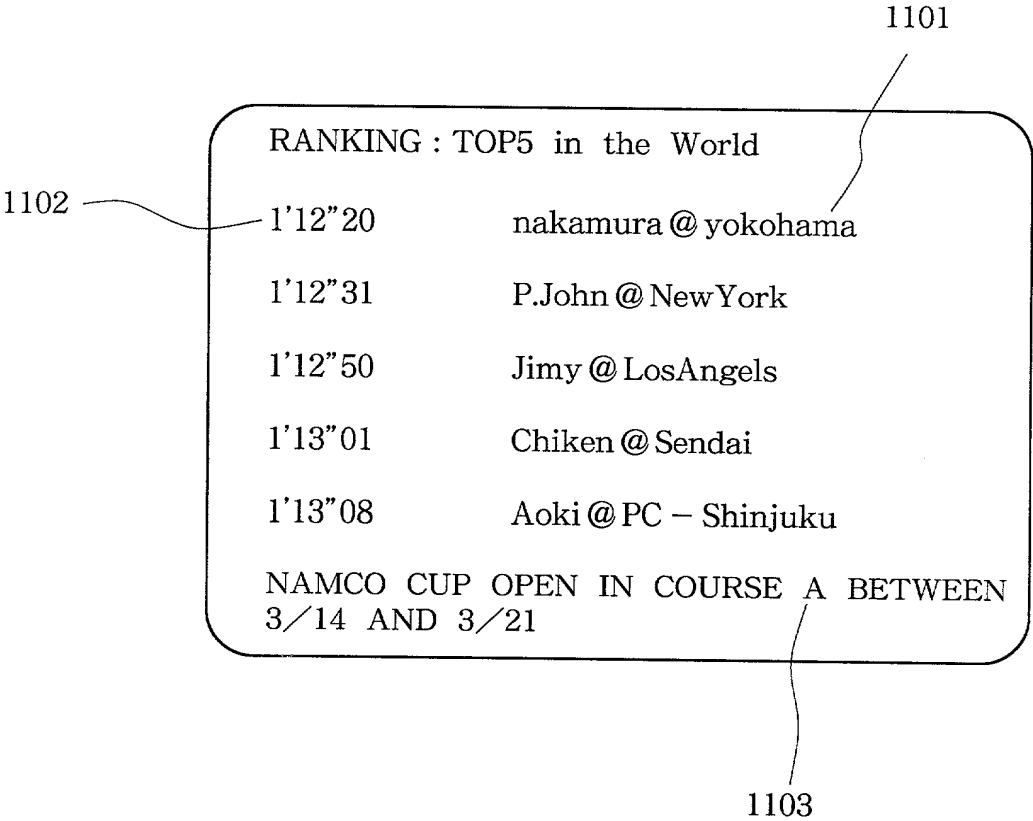 1101
RANKING : TOP5 in the World
1102
1'12"20 nakamura@yokohama
1'12"31 P.John@NewYork
1'12"50 Jimy@LosAngels
1'13"01 Chiken@Sendai
1'13"08 Aoki@PC－Shinjuku
NAMCO CUP OPEN IN COURSE A BETWEEN
3／14 AND 3／21
1103